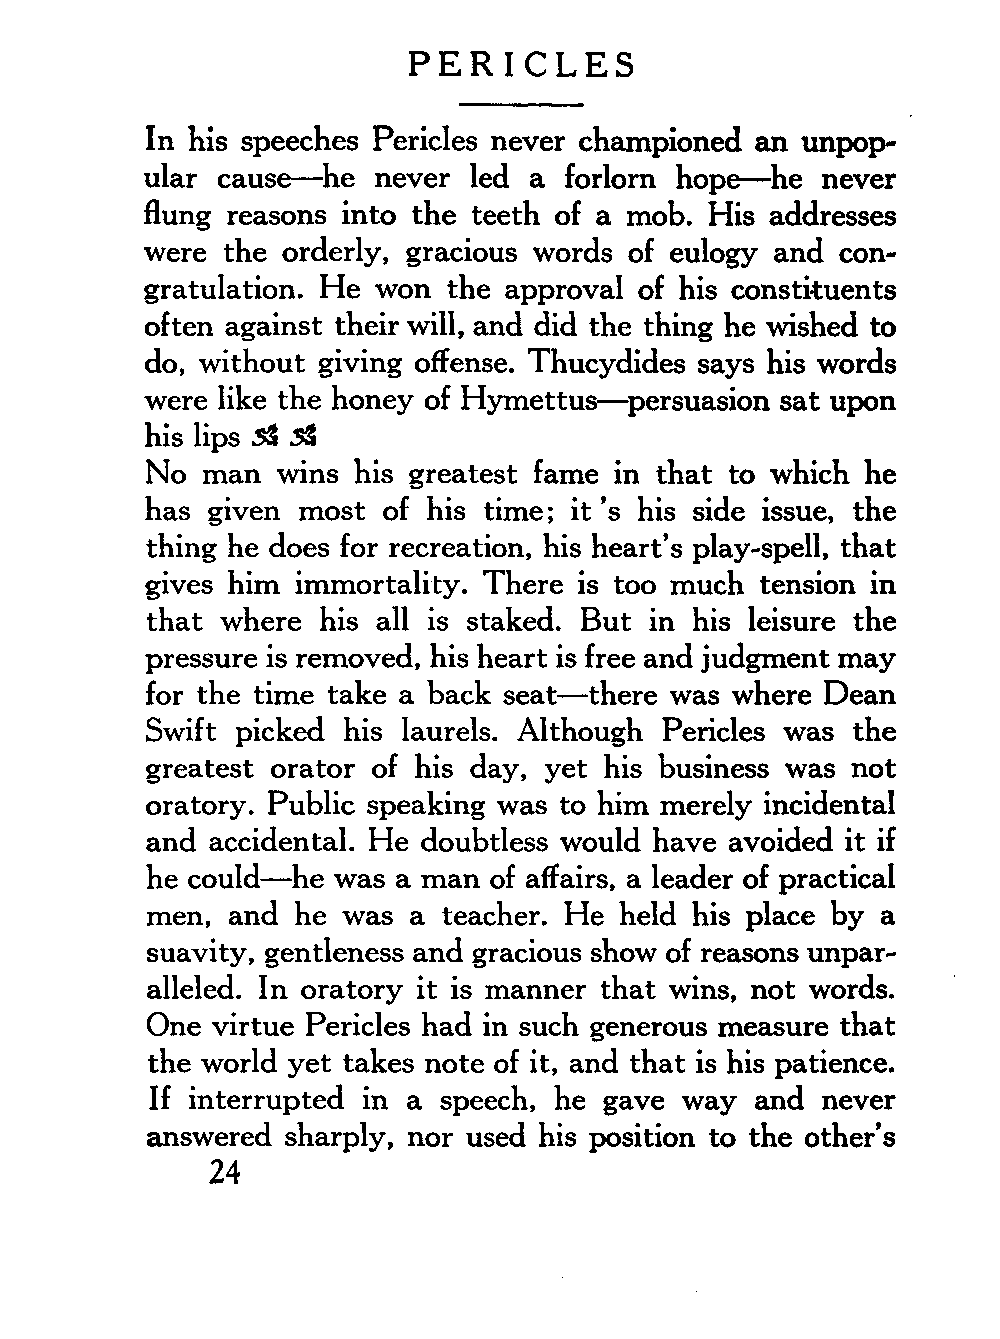 PERICLES
In his speeches Pericles never championed an unpop-
ular cause—he never led a forlorn hope—he never
flung reasons into the teeth of a mob. His addresses
were the orderly, gracious words of eulogy and con-
gratulation. He won the approval of his constituents
often against their will, and did the thing he wished to
do, without giving offense. Thucydides says his words
were like the honey of Hymettus—persuasion sat upon
his lips
No man wins his greatest fame in that to which he
has given most of his time; it 's his side issue, the
thing he does for recreation, his heart's play-spell, that
gives him immortality. There is too much tension in
that where his all is staked. But in his leisure the
pressure is removed, his heart is free and judgment may
for the time take a back seat—there was where Dean
Swift picked his laurels. Although Pericles was the
greatest orator of his day, yet his business was not
oratory. Public speaking was to him merely incidental
and accidental. He doubtless would have avoided it if
he could—he was a man of affairs, a leader of practical
men, and he was a teacher. He held his place by a
suavity, gentleness and gracious show of reasons unpar-
alleled. In oratory it is manner that wins, not words.
One virtue Pericles had in such generous measure that
the world yet takes note of it, and that is his patience.
If interrupted in a speech, he gave way and never
answered sharply, nor used his position to the other's
24